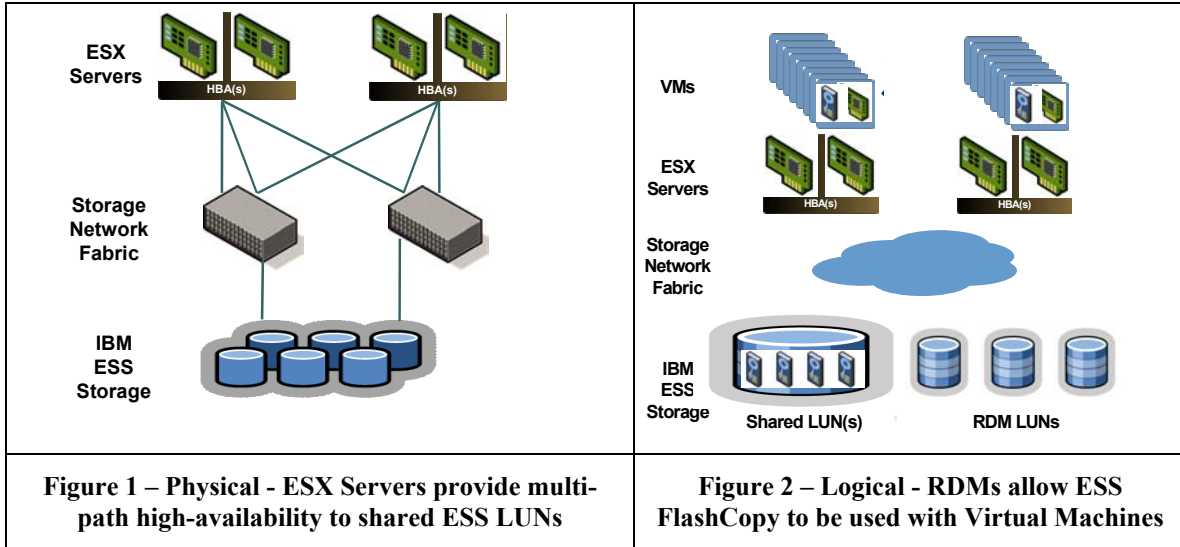 ESX
Servers
HBA(s)
HBA(s)
Storage
Network
Fabric
IBM
ESS
Storage
Figure 1 – Physical - ESX Servers provide multi-
path high-availability to shared ESS LUNs
VMs
ESX
Servers
HBA(s)
HBA(s)
Storage
Network
Fabric
IBM
ESS
Storage
Shared LUN(s)
RDM LUNs
Figure 2 – Logical - RDMs allow ESS
FlashCopy to be used with Virtual Machines